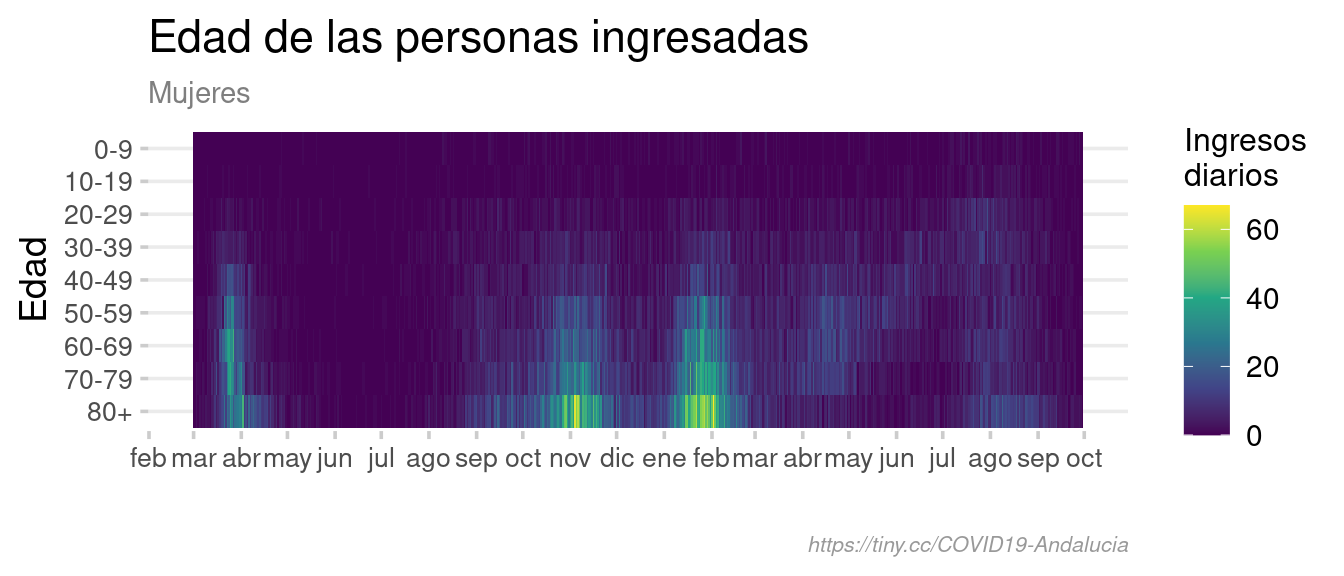 Edad de las personas ingresadas
Mujeres
Ingresos
diarios
60
40
20
0
Edad
0-9
10-19
20-29
30-39
40-49
50-59
60-69
70-79
80+
feb mar abr may jun jul ago sep oct nov dic ene feb mar abr may jun jul ago sep oct
https://tiny.cc/COVID19-Andalucia